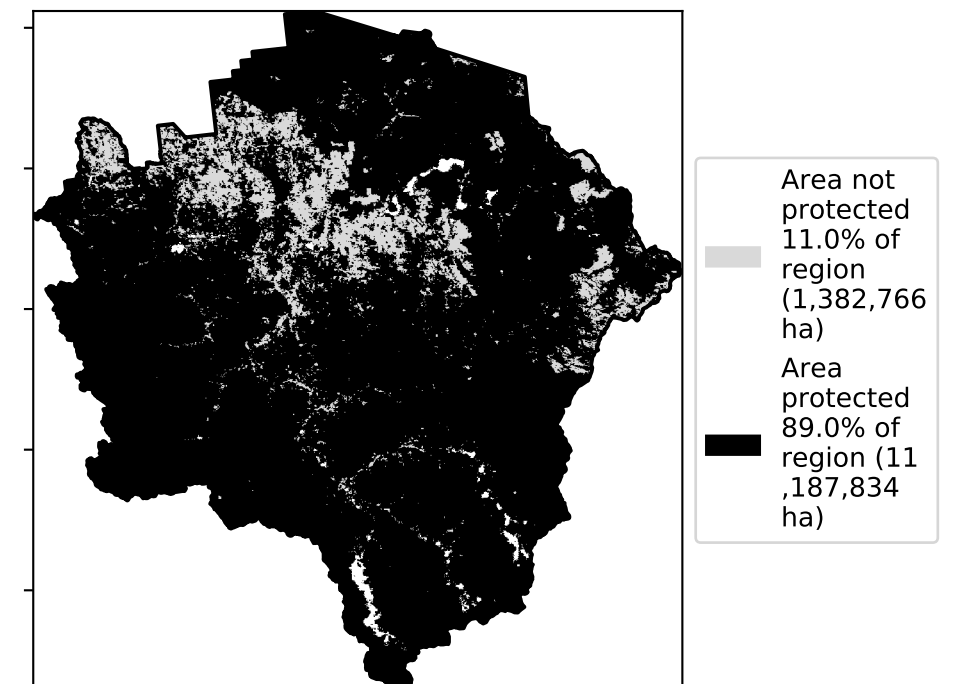 Area not
protected
11.0% of
region
(1,382,766
ha)
Area
protected
89.0% of
region (11
,187,834
ha)